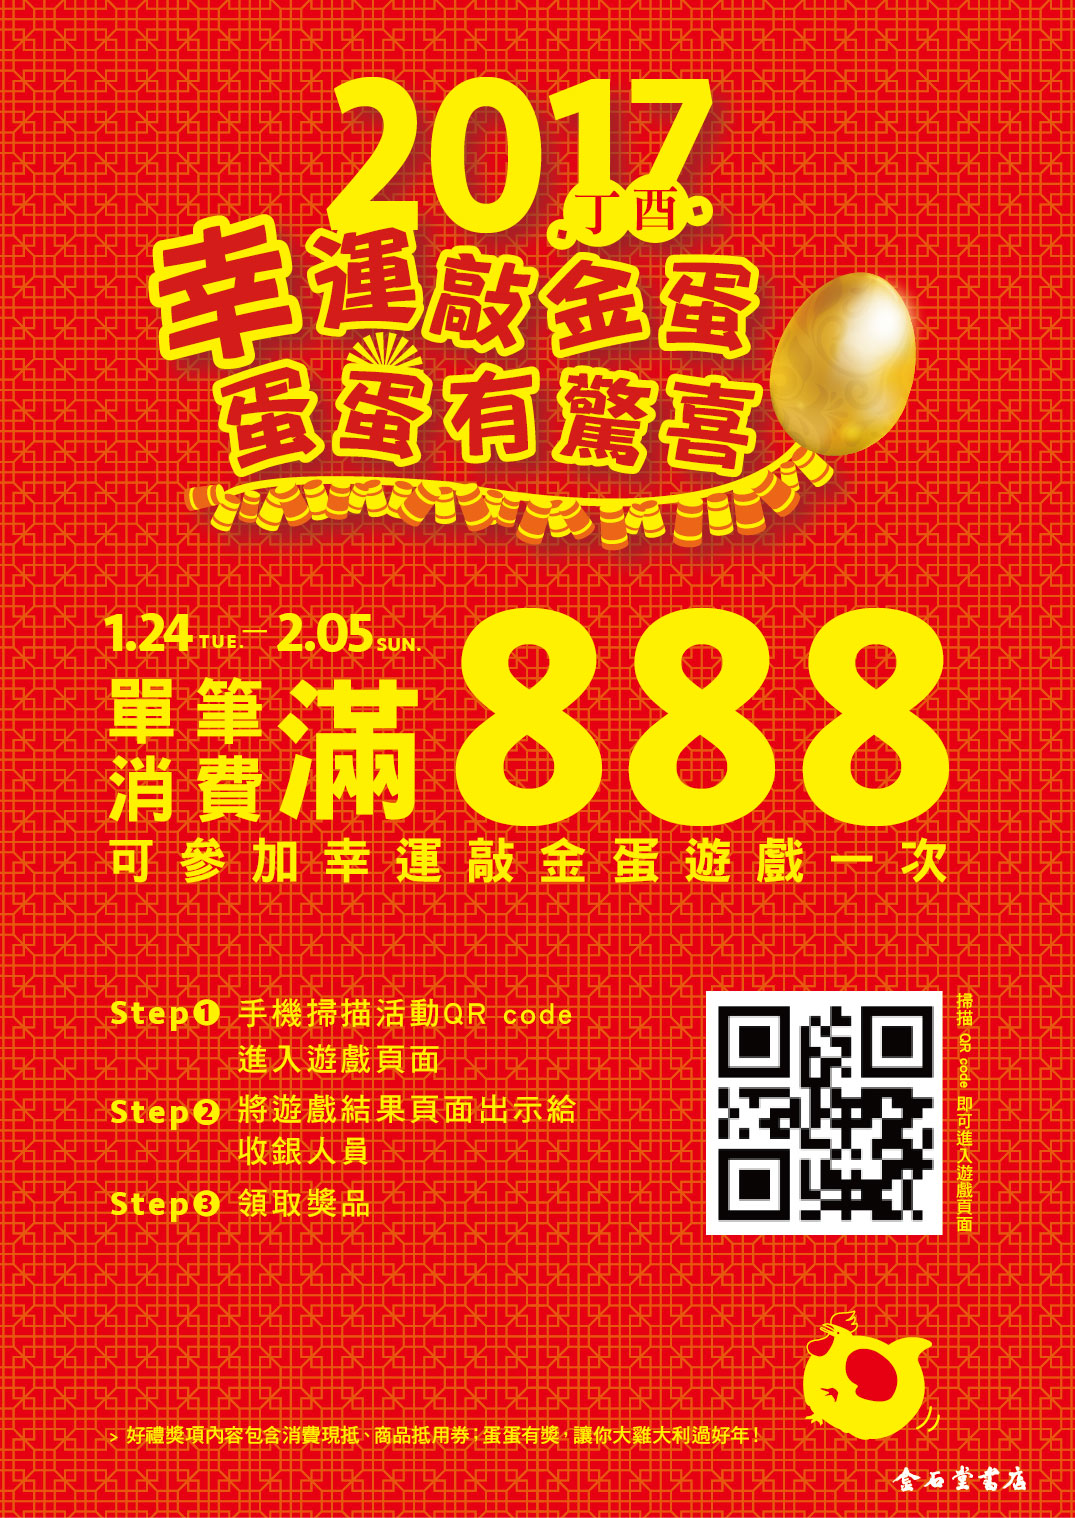 2017
丁酉
幸運敲金蛋
蛋蛋有驚喜
1.24 TUE. — 2.05 SUN.
單筆消費滿888
可參加幸運敲金蛋遊戲一次
Step❶ 手機掃描活動QR code
進入遊戲頁面
Step❷ 將遊戲結果頁面出示給
收銀人員
Step❸ 領取獎品
掃描 QR code 即可進入遊戲頁面
> 好禮獎項內容包含消費現抵、商品抵用券；蛋蛋有獎，讓你大雞大利過好年！
金石堂書店